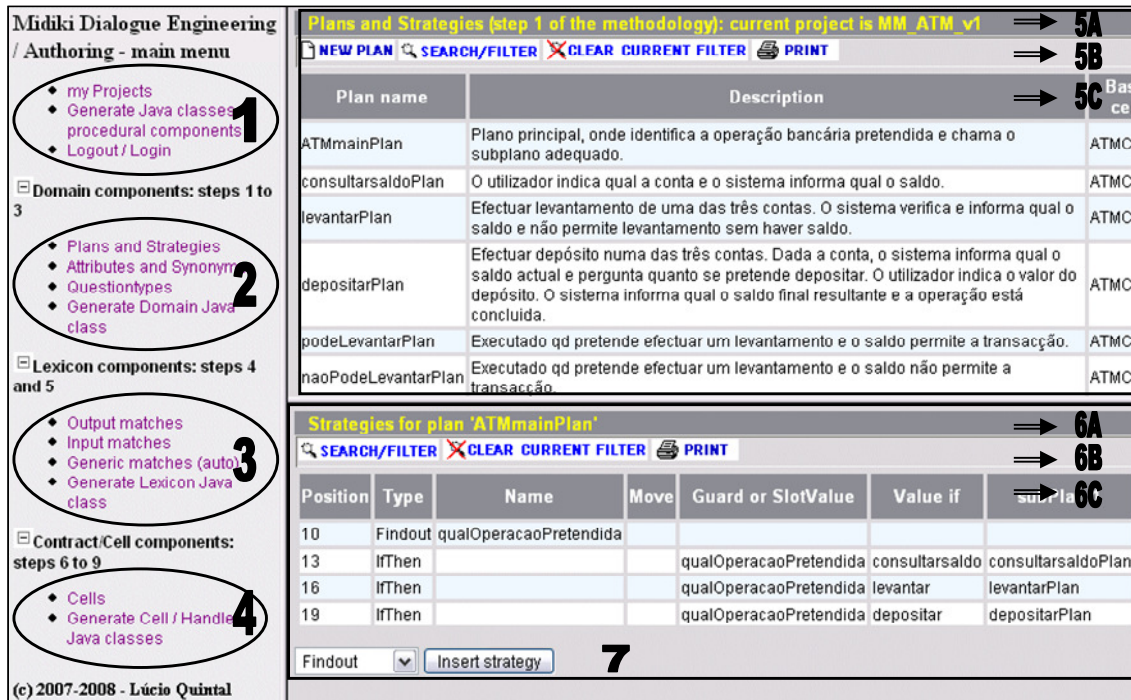 Midiki Dialogue Engineering
/ Authoring - main menu
my Projects
Generate Java classes
procedural components
Logout / Login
1
Domain components: steps 1 to
3
Plans and Strategies
Attributes and Synonym
Questiontypes
Generate Domain Java
class
2
Lexicon components: steps 4
and 5
Output matches
Input matches
Generic matches (auto)
Generate Lexicon Java
class
3
Contract/Cell components:
steps 6 to 9
Cells
Generate Cell / Handle
Java classes
4
(c) 2007-2008 - Lúcio Quintal
Plans and Strategies (step 1 of the methodology): current project is MM_ATM_v1 5A
NEW PLAN SEARCH/FILTER CLEAR CURRENT FILTER PRINT 5B
Plan name Description 5C Bas
ce
ATMmainPlan Plano principal, onde identifica a operação bancária pretendida e chama o ATMC
subplano adequado.
consultarsaldoPlan O utilizador indica qual a conta e o sistema informa qual o saldo. ATMC
levantarPlan Efectuar levantamento de uma das três contas. O sistema verifica e informa qual o ATMC
saldo e não permite levantamento sem haver saldo.
depositarPlan Efectuar depósito numa das três contas. Dada a conta, o sistema informa qual o ATMC
saldo actual e pergunta quanto se pretende depositar. O utilizador indica o valor do
depósito. O sistema informa qual o saldo final resultante e a operação está
concluida.
podeLevantarPlan Executado qd pretende efectuar um levantamento e o saldo permite a transacção. ATMC
naoPodeLevantarPlan Executado qd pretende efectuar um levantamento e o saldo não permite a ATMC
transacção.
Strategies for plan 'ATMmainPlan' 6A
SEARCH/FILTER CLEAR CURRENT FILTER PRINT 6B
Position Type Name Move Guard or SlotValue Value if 6C
10 Findout qualOperacaoPretendida
13 IfThen qualOperacaoPretendida consultarsaldo consultarsaldoPlan
16 IfThen qualOperacaoPretendida levantar levantarPlan
19 IfThen qualOperacaoPretendida depositar depositarPlan
Findout Insert strategy 7